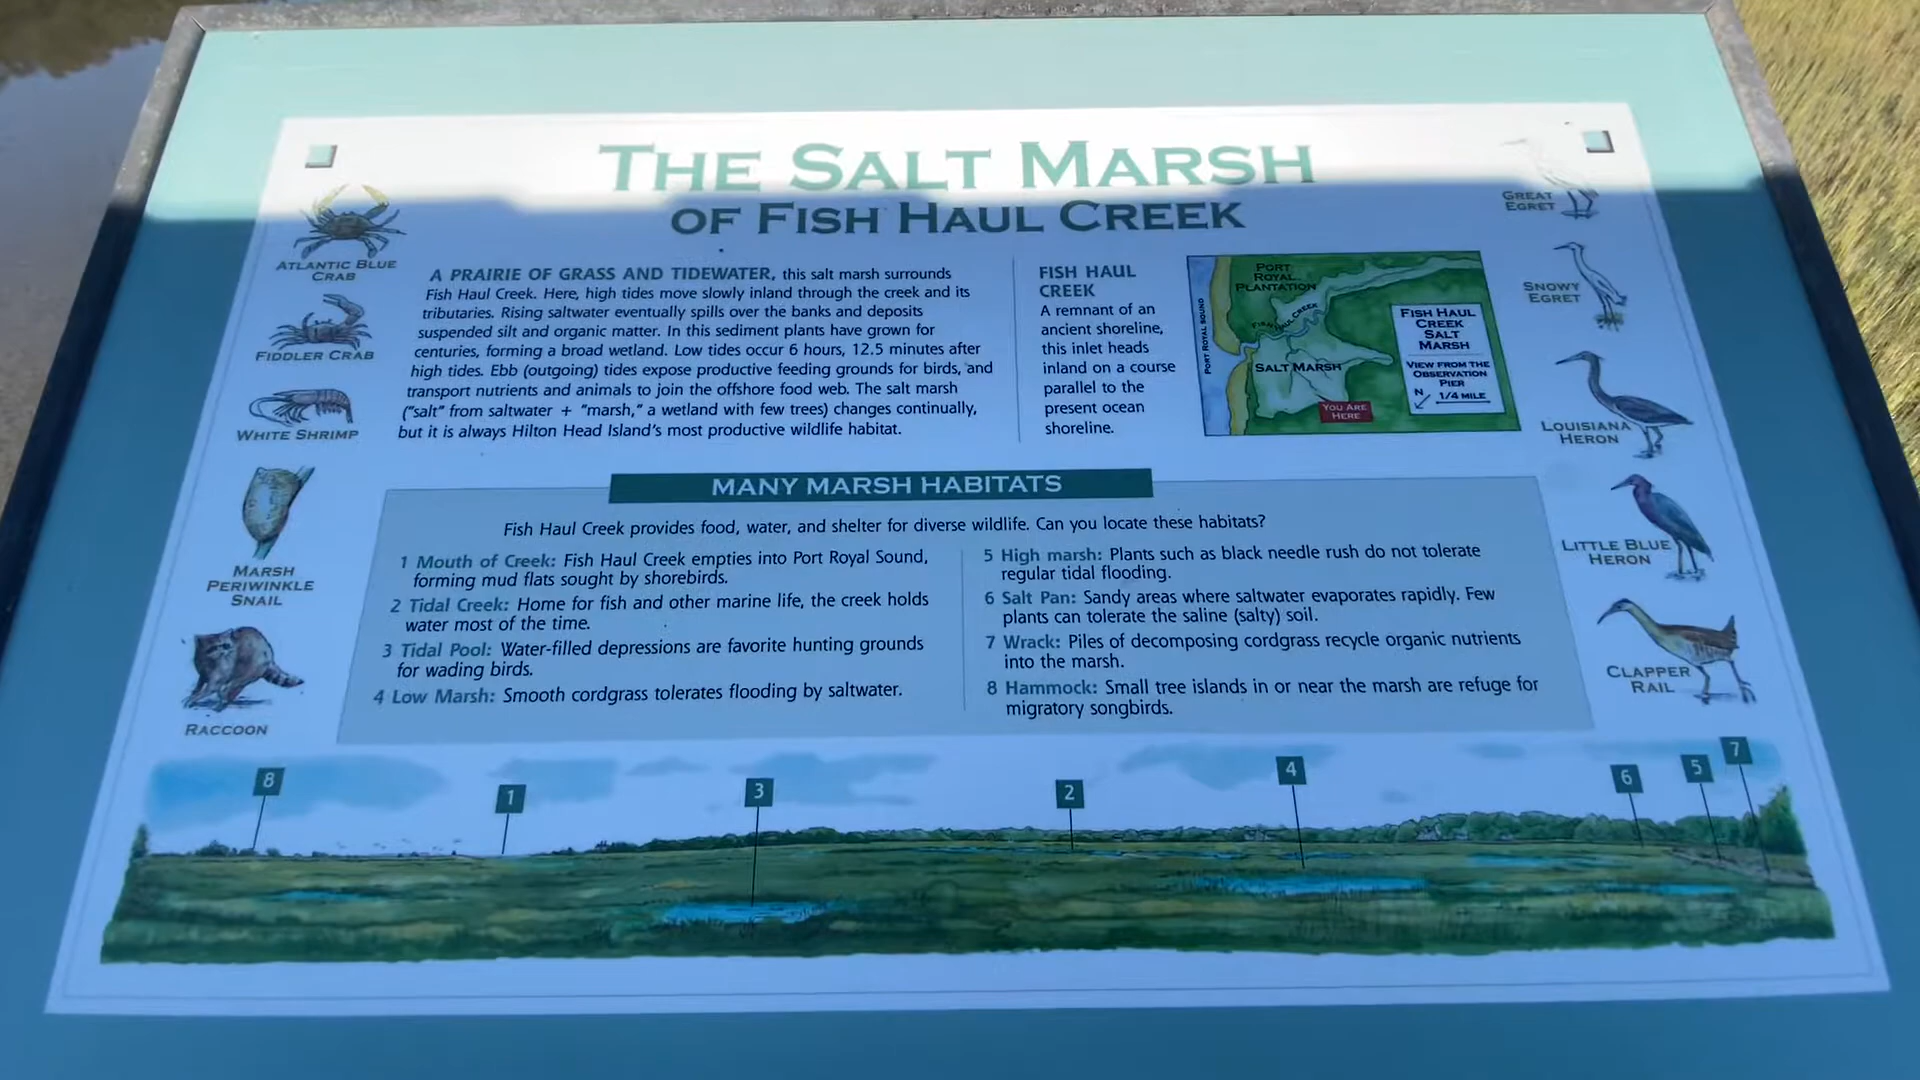 THE SALT MARSH
OF FISH HAUL CREEK
ATLANTIC BLUE
CRAB
FIDDLER CRAB
WHITE SHRIMP
MARSH
PERIWINKLE
SNAIL
RACCOON
A PRAIRIE OF GRASS AND TIDEWATER, this salt marsh surrounds
Fish Haul Creek. Here, high tides move slowly inland through the creek and its
tributaries. Rising saltwater eventually spills over the banks and deposits
suspended silt and organic matter. In this sediment plants have grown for
centuries, forming a broad wetland. Low tides occur 6 hours, 12.5 minutes after
high tides. Ebb (outgoing) tides expose productive feeding grounds for birds, and
transport nutrients and animals to join the offshore food web. The salt marsh
("salt" from saltwater + "marsh," a wetland with few trees) changes continually,
but it is always Hilton Head Island's most productive wildlife habitat.
FISH HAUL
CREEK
A remnant of an
ancient shoreline,
this inlet heads
inland on a course
parallel to the
present ocean
shoreline.
PORT
ROYAL
PLANTATION
PORT ROYAL SOUND
FISH HAUL CREEK
SALT MARSH
YOU ARE
HERE
FISH HAUL
CREEK
SALT
MARSH
VIEW FROM THE
OBSERVATION
PIER
N
1/4 MILE
GREAT
EGRET
SNOWY
EGRET
LOUISIANA
HERON
LITTLE BLUE
HERON
CLAPPER
RAIL
MANY MARSH HABITATS
Fish Haul Creek provides food, water, and shelter for diverse wildlife. Can you locate these habitats?
1 Mouth of Creek: Fish Haul Creek empties into Port Royal Sound,
forming mud flats sought by shorebirds.
2 Tidal Creek: Home for fish and other marine life, the creek holds
water most of the time.
3 Tidal Pool: Water-filled depressions are favorite hunting grounds
for wading birds.
4 Low Marsh: Smooth cordgrass tolerates flooding by saltwater.
5 High marsh: Plants such as black needle rush do not tolerate
regular tidal flooding.
6 Salt Pan: Sandy areas where saltwater evaporates rapidly. Few
plants can tolerate the saline (salty) soil.
7 Wrack: Piles of decomposing cordgrass recycle organic nutrients
into the marsh.
8 Hammock: Small tree islands in or near the marsh are refuge for
migratory songbirds.
8 1 3 2 4 6 5 7